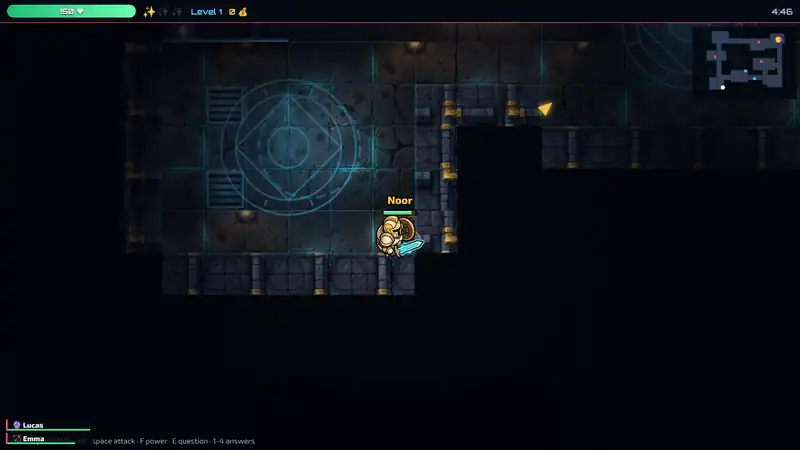 150 ♥
Level 1 0
4:46
Noor
Lucas
Emma
space attack · F power · E question · 1-4 answers